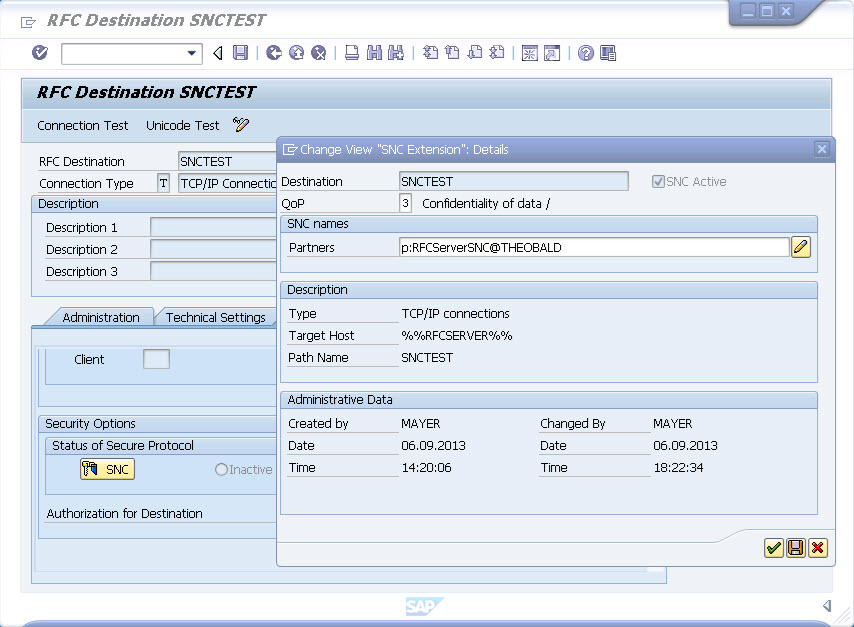 RFC Destination SNCTEST
RFC Destination SNCTEST
Connection Test Unicode Test
RFC Destination SNCTEST
Connection Type T TCP/IP Connectio
Description
Description 1
Description 2
Description 3
Administration Technical Settings
Client
Security Options
Status of Secure Protocol
SNC Inactive
Authorization for Destination
Change View "SNC Extension": Details
Destination SNCTEST SNC Active
QoP 3 Confidentiality of data /
SNC names
Partners p:RFCServerSNC@THEOBALD
Description
Type TCP/IP connections
Target Host %%RFCSERVER%%
Path Name SNCTEST
Administrative Data
Created by MAYER Changed By MAYER
Date 06.09.2013 Date 06.09.2013
Time 14:20:06 Time 18:22:34
SAP